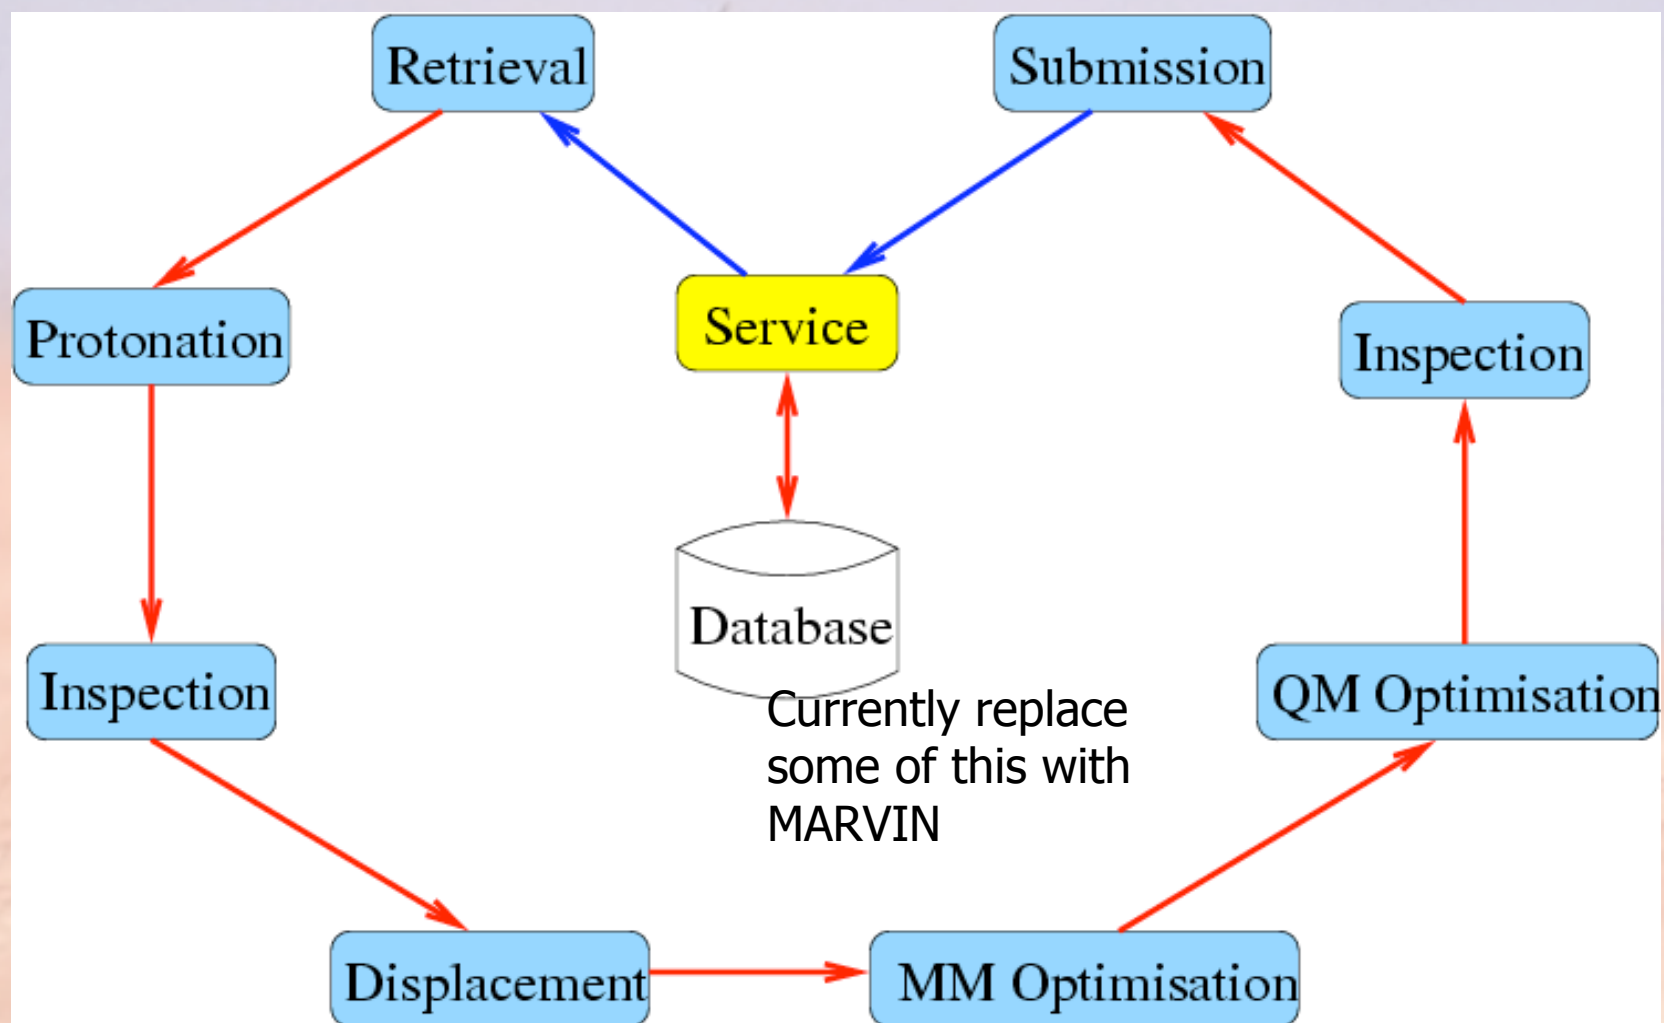 Retrieval
Submission
Protonation
Service
Inspection
Database
Inspection
QM Optimisation
Currently replace
some of this with
MARVIN
Displacement
MM Optimisation